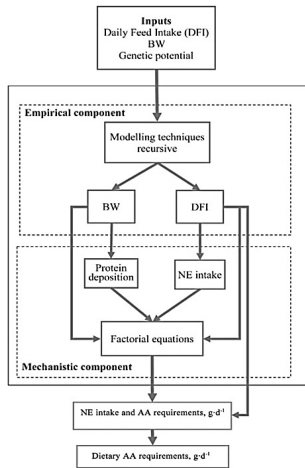 Inputs
Daily Feed Intake (DFI)
BW
Genetic potential
Empirical component
Modelling techniques
recursive
BW
DFI
Protein
deposition
NE intake
Factorial equations
Mechanistic component
NE intake and AA requirements, g·d⁻¹
Dietary AA requirements, g·d⁻¹